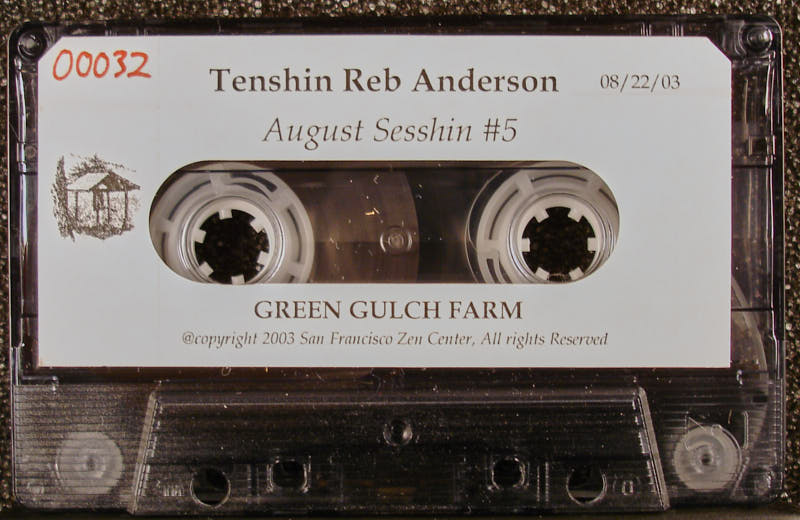 00032
Tenshin Reb Anderson 08/22/03
August Sesshin #5
GREEN GULCH FARM
@copyright 2003 San Francisco Zen Center, All rights Reserved